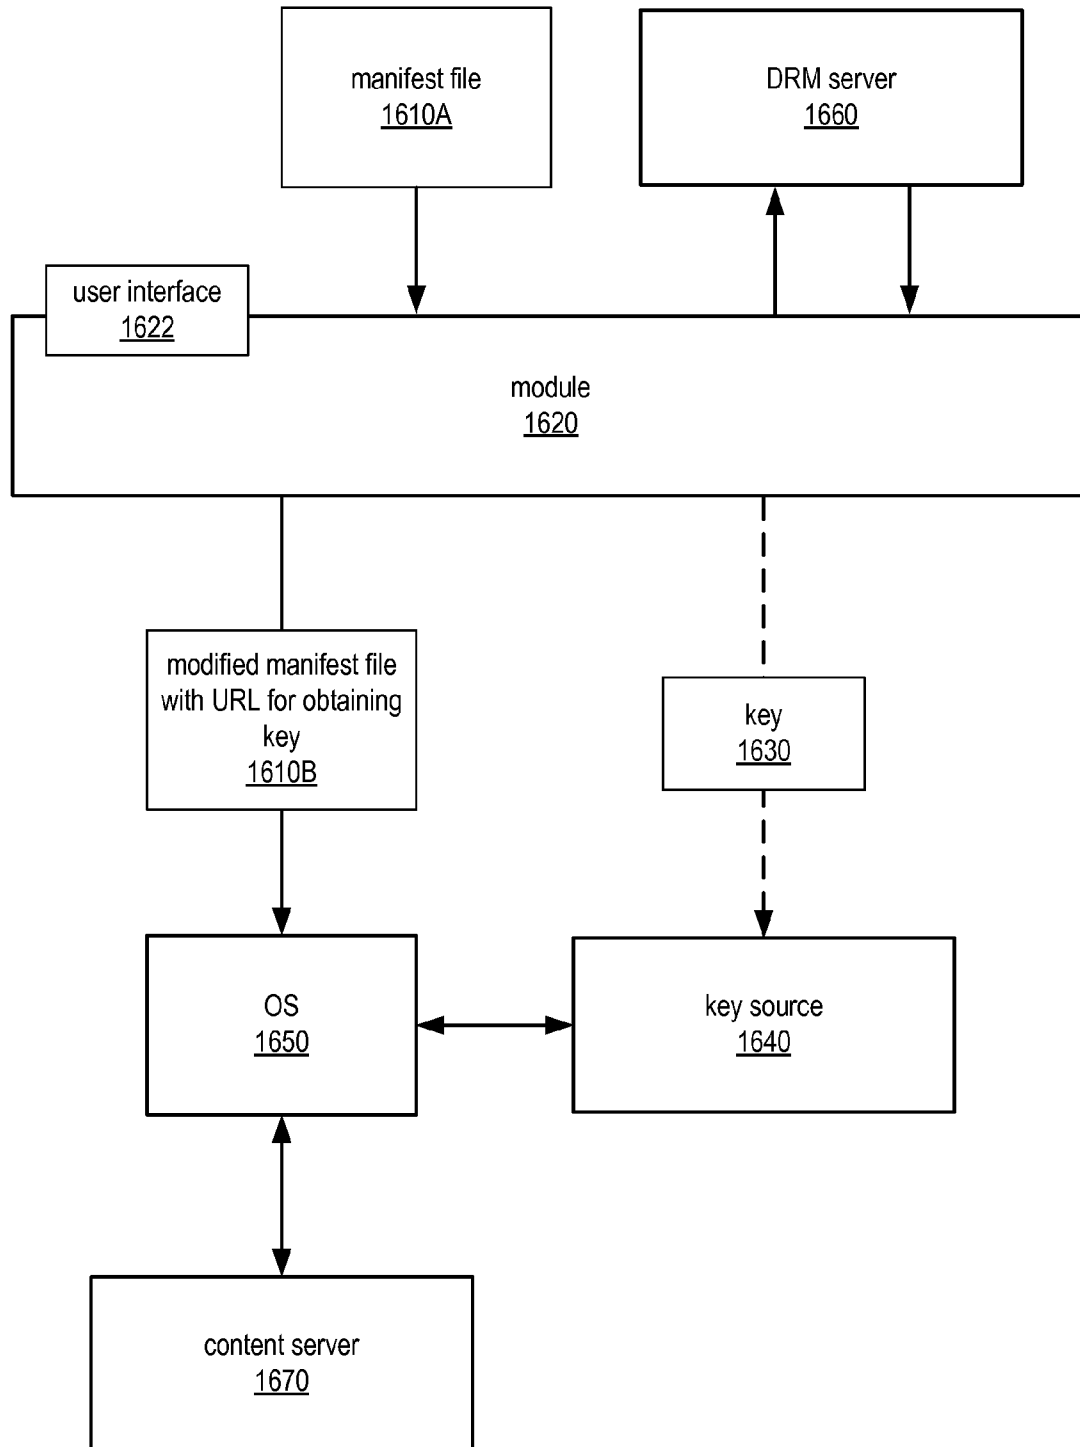 manifest file
1610A
DRM server
1660
user interface
1622
module
1620
modified manifest file
with URL for obtaining
key
1610B
key
1630
OS
1650
key source
1640
content server
1670